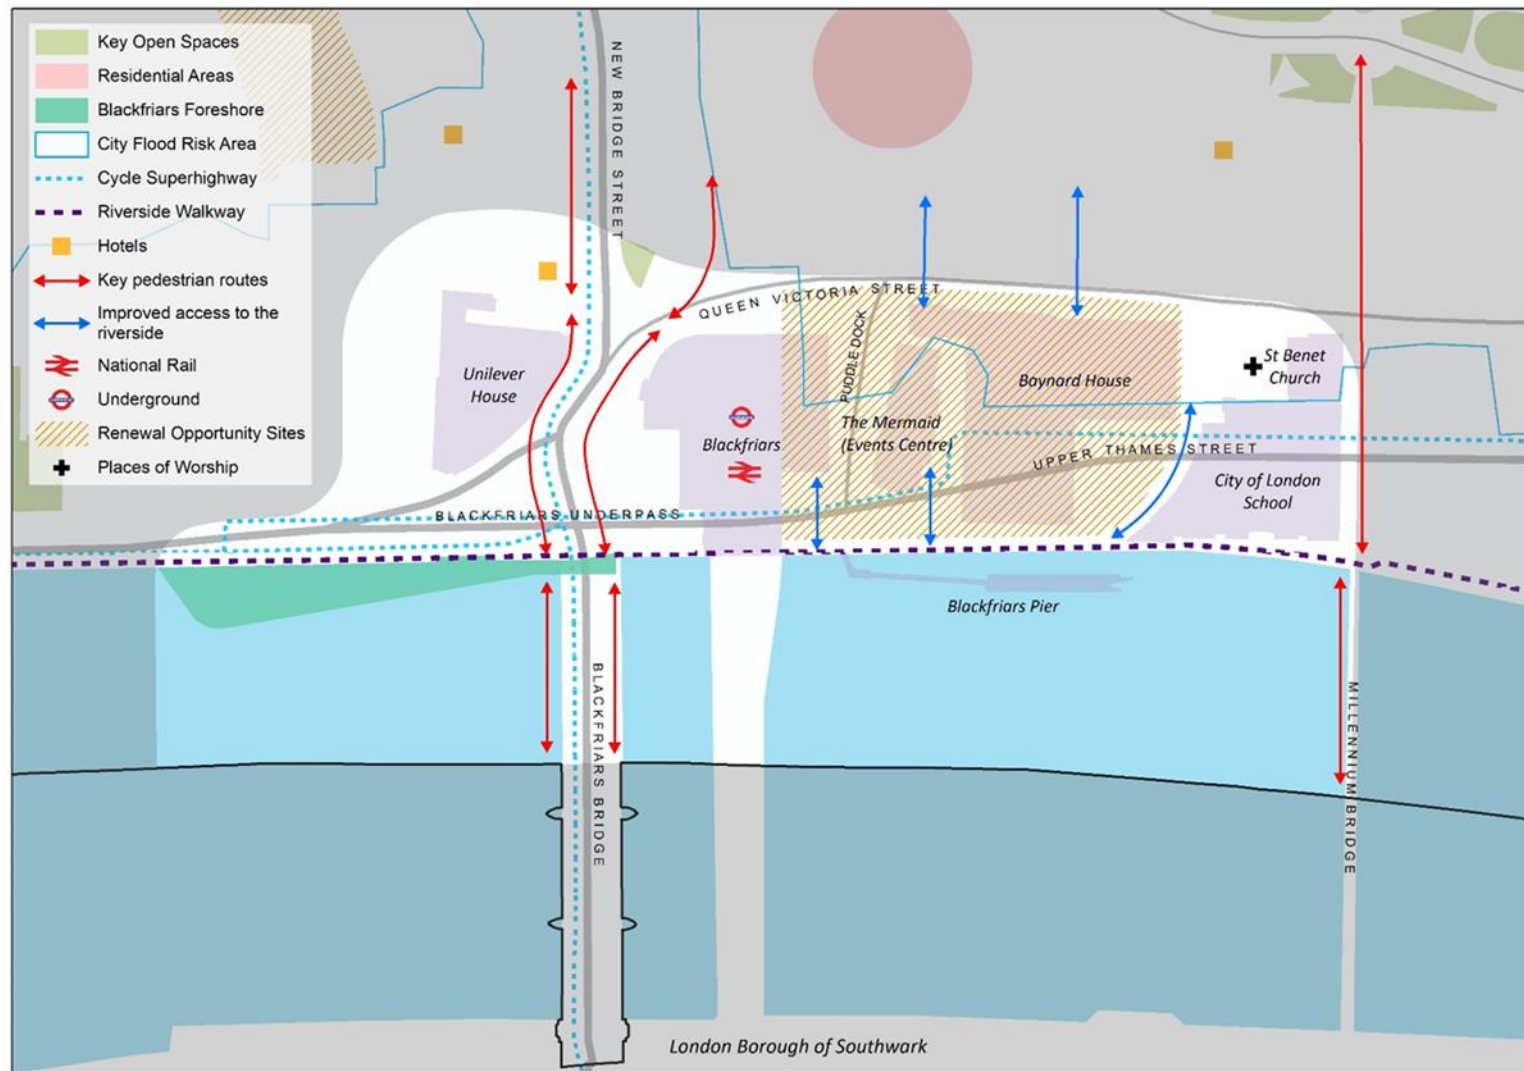 Key Open Spaces
Residential Areas
Blackfriars Foreshore
City Flood Risk Area
Cycle Superhighway
Riverside Walkway
Hotels
Key pedestrian routes
Improved access to the
riverside
National Rail
Underground
Renewal Opportunity Sites
Places of Worship
NEW BRIDGE STREET
QUEEN VICTORIA STREET
PUDDLE DOCK
Unilever
House
Blackfriars
The Mermaid
(Events Centre)
Baynard House
St Benet
Church
UPPER THAMES STREET
City of London
School
BLACKFRIARS UNDERPASS
Blackfriars Pier
BLACKFRIARS BRIDGE
MILLENNIUM BRIDGE
London Borough of Southwark